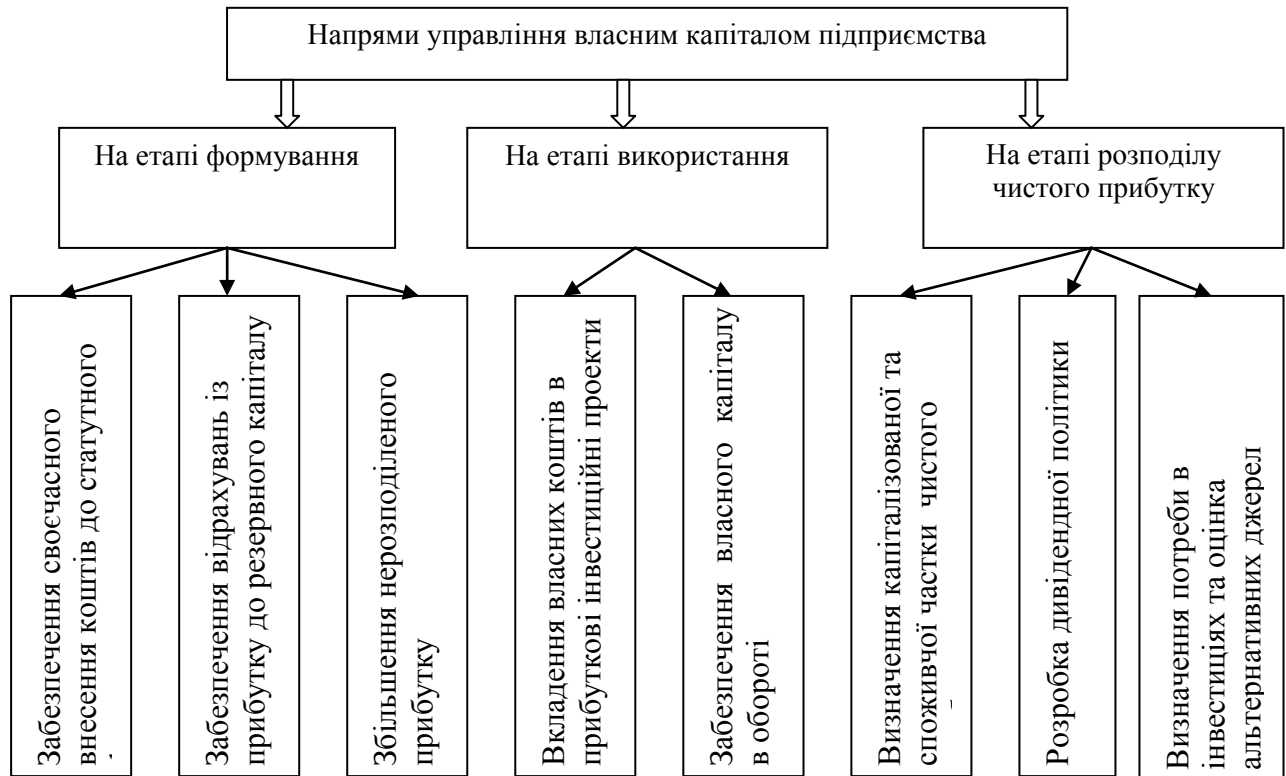 Напрями управління власним капіталом підприємства
На етапі формування
На етапі використання
На етапі розподілу
чистого прибутку
Забезпечення своєчасного
внесення коштів до статутного
Забезпечення відрахувань із
прибутку до резервного капіталу
Збільшення нерозподіленого
прибутку
Вкладення власних коштів в
прибуткові інвестиційні проекти
Забезпечення власного капіталу
в обороті
Визначення капіталізованої та
споживчої частки чистого
Розробка дивідендної політики
Визначення потреби в
інвестиціях та оцінка
альтернативних джерел